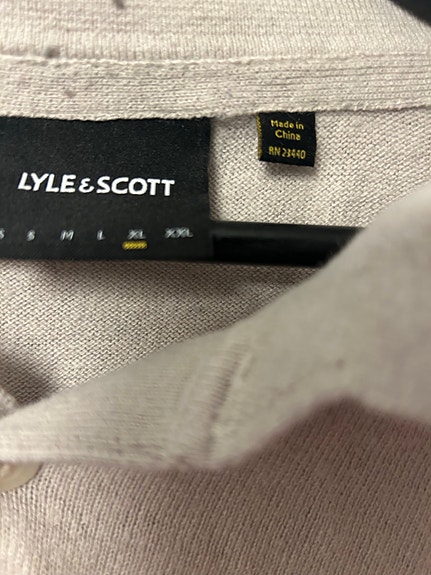 LYLE&SCOTT
S S M L XL XXL
Made in
China
RN 23440